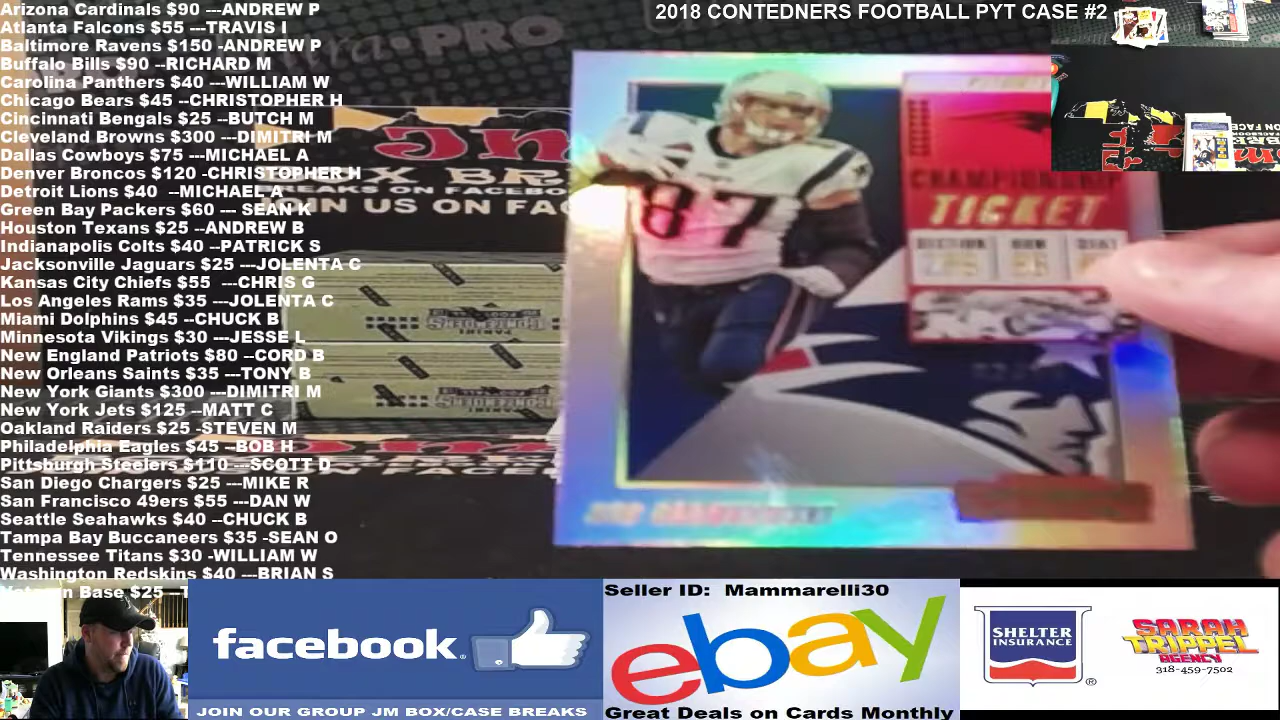 Arizona Cardinals $90 ---ANDREW P
Atlanta Falcons $55 ---TRAVIS I
Baltimore Ravens $150 -ANDREW P
Buffalo Bills $90 --RICHARD M
Carolina Panthers $40 ---WILLIAM W
Chicago Bears $45 --CHRISTOPHER H
Cincinnati Bengals $25 --BUTCH M
Cleveland Browns $300 ---DIMITRI M
Dallas Cowboys $75 ---MICHAEL A
Denver Broncos $120 -CHRISTOPHER H
Detroit Lions $40 --MICHAEL A
Green Bay Packers $60 --- SEAN K
Houston Texans $25 --ANDREW B
Indianapolis Colts $40 --PATRICK S
Jacksonville Jaguars $25 ---JOLENTA C
Kansas City Chiefs $55 ---CHRIS G
Los Angeles Rams $35 ---JOLENTA C
Miami Dolphins $45 --CHUCK B
Minnesota Vikings $30 ---JESSE L
New England Patriots $80 --CORD B
New Orleans Saints $35 ---TONY B
New York Giants $300 ---DIMITRI M
New York Jets $125 --MATT C
Oakland Raiders $25 -STEVEN M
Philadelphia Eagles $45 --BOB H
Pittsburgh Steelers $110 ---SCOTT D
San Diego Chargers $25 ---MIKE R
San Francisco 49ers $55 ---DAN W
Seattle Seahawks $40 --CHUCK B
Tampa Bay Buccaneers $35 -SEAN O
Tennessee Titans $30 -WILLIAM W
Washington Redskins $40 ---BRIAN S
Base $25
2018 CONTEDNERS FOOTBALL PYT CASE #2
BREAKS ON FACEBO
JOIN US ON FAC
87
CHAMPIONSHIP
TICKET
SECTION ROW SEAT
PANINI
CONTENDERS
CONTENDERS
facebook
JOIN OUR GROUP JM BOX/CASE BREAKS
Seller ID: Mammarelli30
ebay
Great Deals on Cards Monthly
SHELTER
INSURANCE
®
SARAH
TRIPPEL
AGENCY
318-459-7502